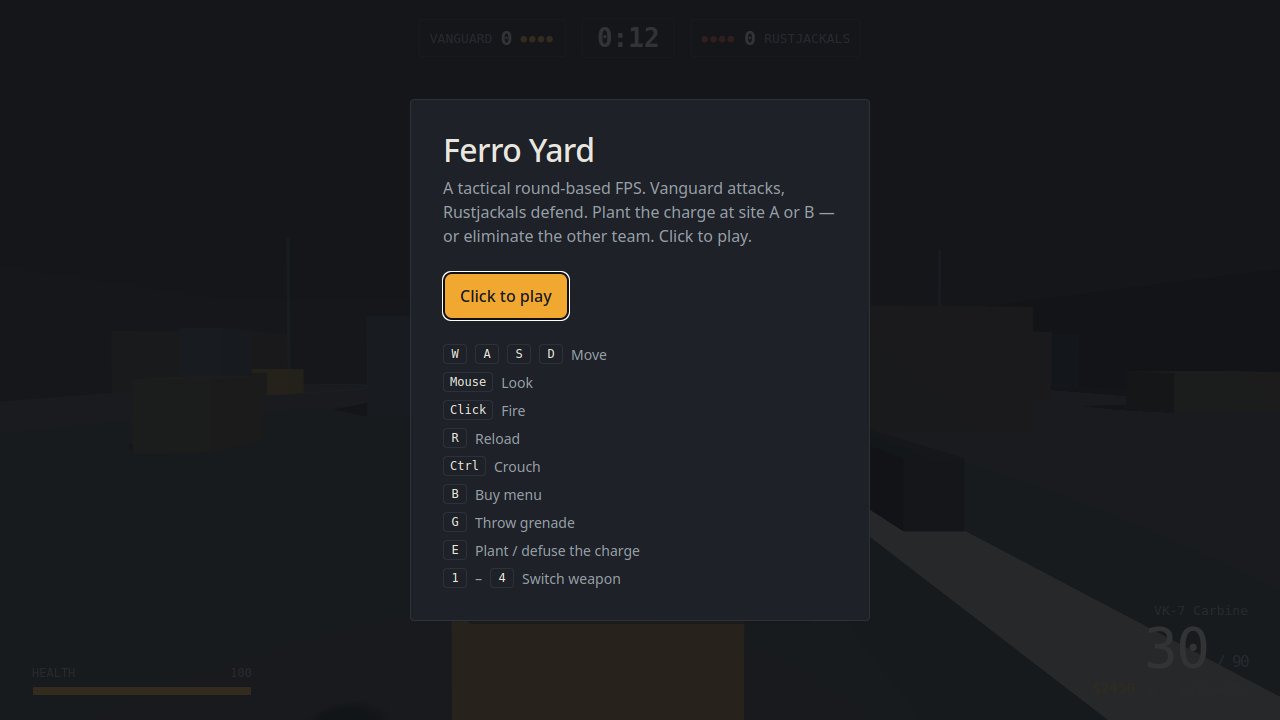 VANGUARD 0
0:12
0 RUSTJACKALS
Ferro Yard
A tactical round-based FPS. Vanguard attacks,
Rustjackals defend. Plant the charge at site A or B —
or eliminate the other team. Click to play.
Click to play
W A S D Move
Mouse Look
Click Fire
R Reload
Ctrl Crouch
B Buy menu
G Throw grenade
E Plant / defuse the charge
1 – 4 Switch weapon
VK-7 Carbine
30 / 90
HEALTH 100